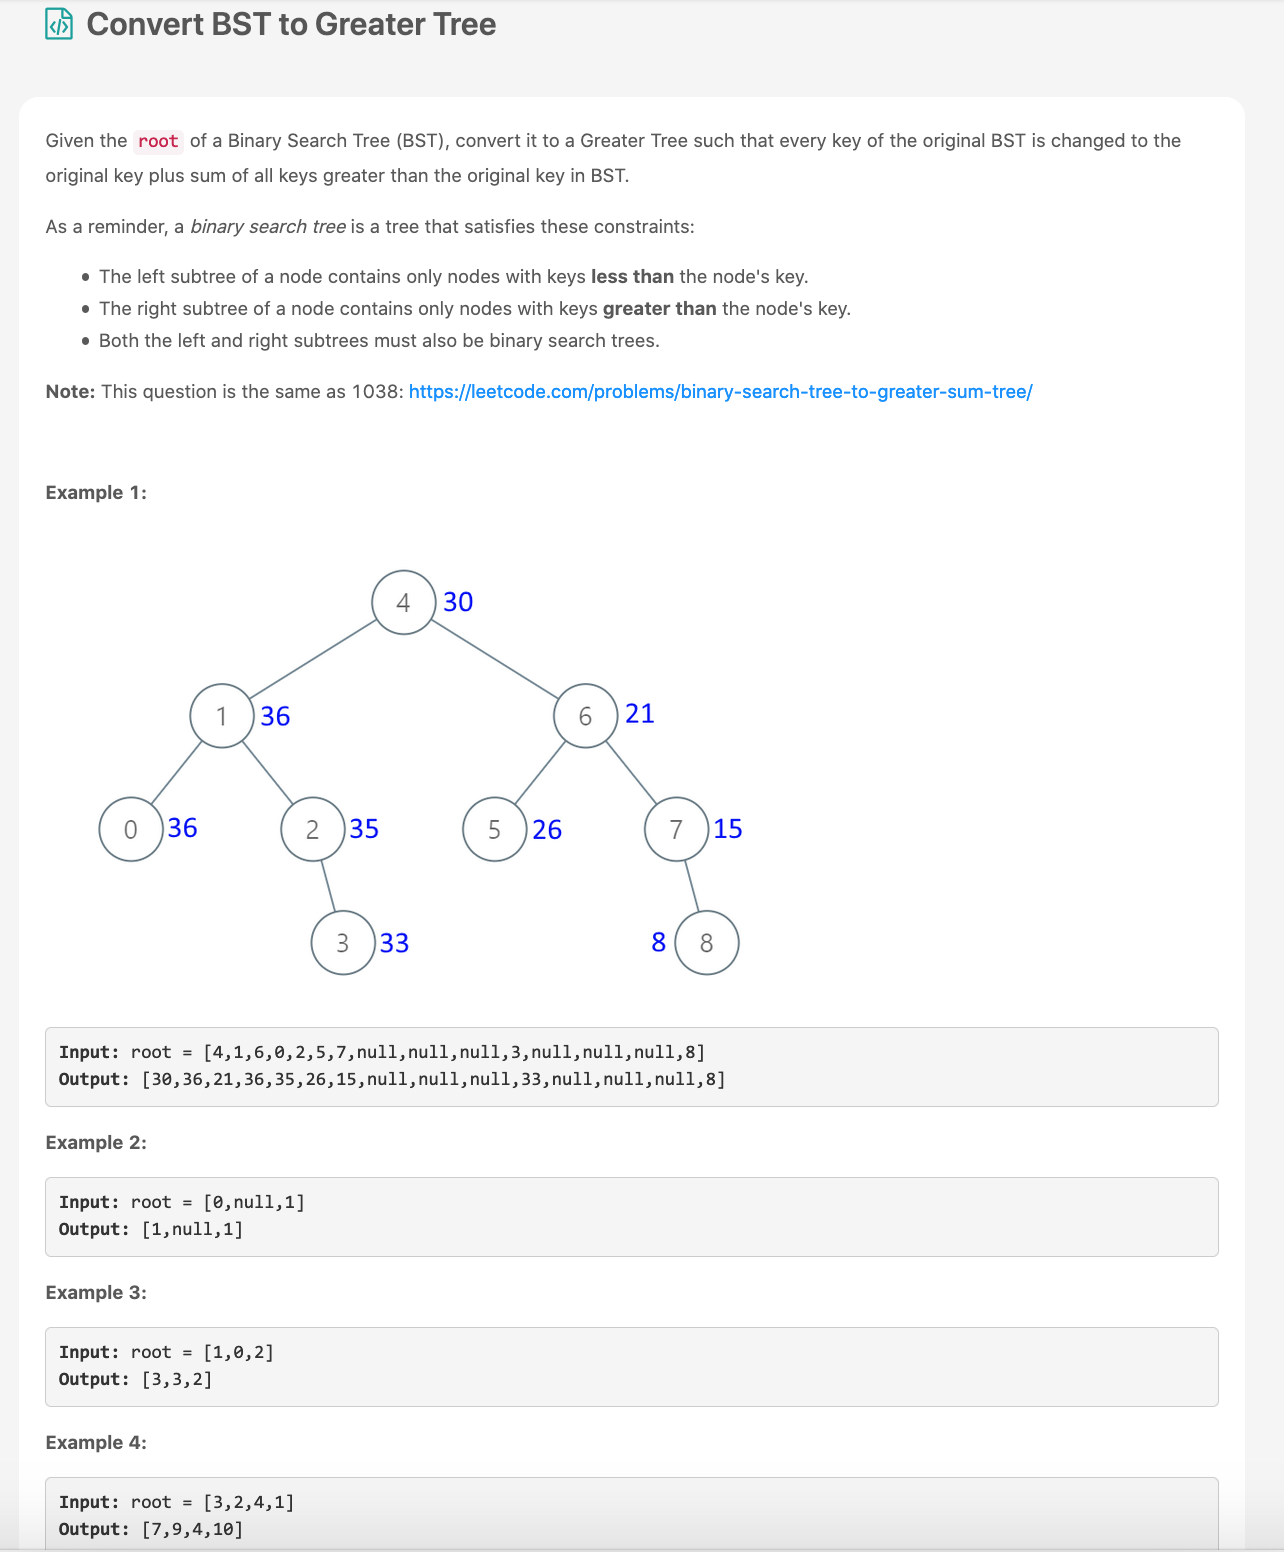 Convert BST to Greater Tree
Given the root of a Binary Search Tree (BST), convert it to a Greater Tree such that every key of the original BST is changed to the
original key plus sum of all keys greater than the original key in BST.
As a reminder, a binary search tree is a tree that satisfies these constraints:
• The left subtree of a node contains only nodes with keys less than the node's key.
• The right subtree of a node contains only nodes with keys greater than the node's key.
• Both the left and right subtrees must also be binary search trees.
Note: This question is the same as 1038: https://leetcode.com/problems/binary-search-tree-to-greater-sum-tree/
Example 1:
4 30
1 36 6 21
0 36 2 35 5 26 7 15
3 33 8 8
Input: root = [4,1,6,0,2,5,7,null,null,null,3,null,null,null,8]
Output: [30,36,21,36,35,26,15,null,null,null,33,null,null,null,8]
Example 2:
Input: root = [0,null,1]
Output: [1,null,1]
Example 3:
Input: root = [1,0,2]
Output: [3,3,2]
Example 4:
Input: root = [3,2,4,1]
Output: [7,9,4,10]